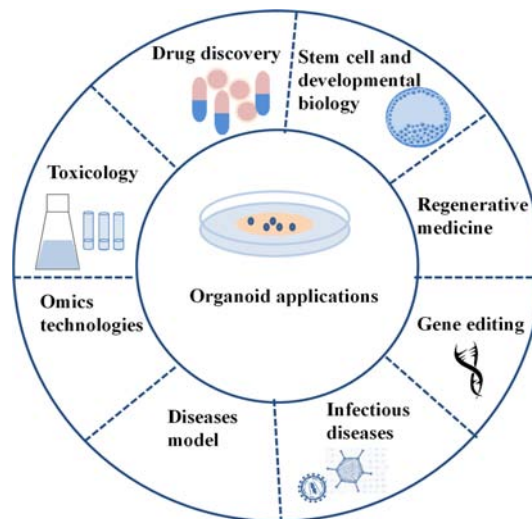 Drug discovery
Stem cell and
developmental
biology
Toxicology
Regenerative
medicine
Organoid applications
Omics
technologies
Gene editing
Diseases
model
Infectious
diseases